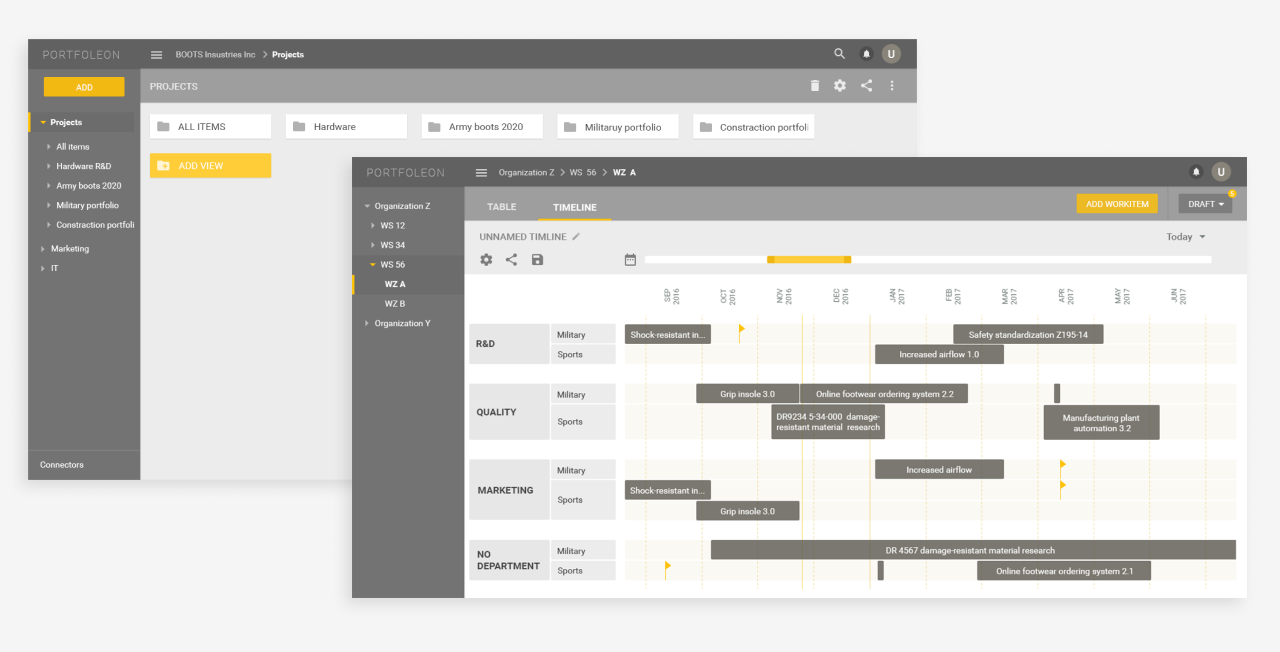 PORTFOLEON
BOOTS Insustries Inc > Projects
U
ADD
PROJECTS
Projects
All items
Hardware R&D
Army boots 2020
Military portfolio
Constraction portfoli
Marketing
IT
Connectors
ALL ITEMS
Hardware
Army boots 2020
Militaruy portfolio
Constraction portfoli
ADD VIEW
PORTFOLEON
Organization Z > WS 56 > WZ A
U
Organization Z
WS 12
WS 34
WS 56
WZ A
WZ B
Organization Y
TABLE
TIMELINE
ADD WORKITEM
DRAFT
UNNAMED TIMLINE
Today
SEP 2016
OCT 2016
NOV 2016
DEC 2016
JAN 2017
FEB 2017
MAR 2017
APR 2017
MAY 2017
JUN 2017
R&D
Military
Shock-resistant in...
Safety standardization Z195-14
Sports
Increased airflow 1.0
QUALITY
Military
Grip insole 3.0
Online footwear ordering system 2.2
Sports
DR9234 5-34-000 damage-
resistant material research
Manufacturing plant
automation 3.2
MARKETING
Military
Increased airflow
Sports
Shock-resistant in...
Grip insole 3.0
NO
DEPARTMENT
Military
DR 4567 damage-resistant material research
Sports
Online footwear ordering system 2.1